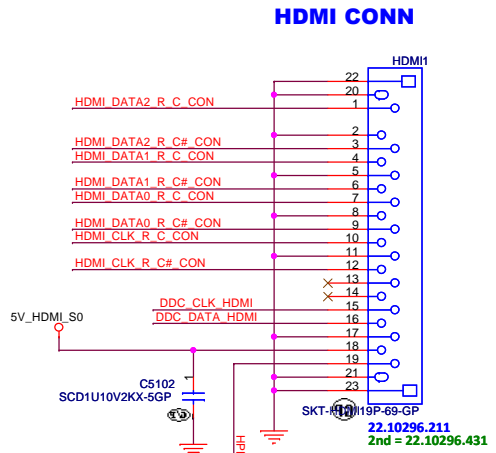 HDMI CONN
HDMI1
22
20
HDMI_DATA2_R_C_CON 1
2
HDMI_DATA2_R_C#_CON 3
HDMI_DATA1_R_C_CON 4
5
HDMI_DATA1_R_C#_CON 6
HDMI_DATA0_R_C_CON 7
8
HDMI_DATA0_R_C#_CON 9
HDMI_CLK_R_C_CON 10
11
HDMI_CLK_R_C#_CON 12
13
14
DDC_CLK_HDMI 15
DDC_DATA_HDMI 16
5V_HDMI_S0 17
18
19
21
C5102 1 23
SCD1U10V2KX-5GP
22.10296.211
2nd = 22.10296.431